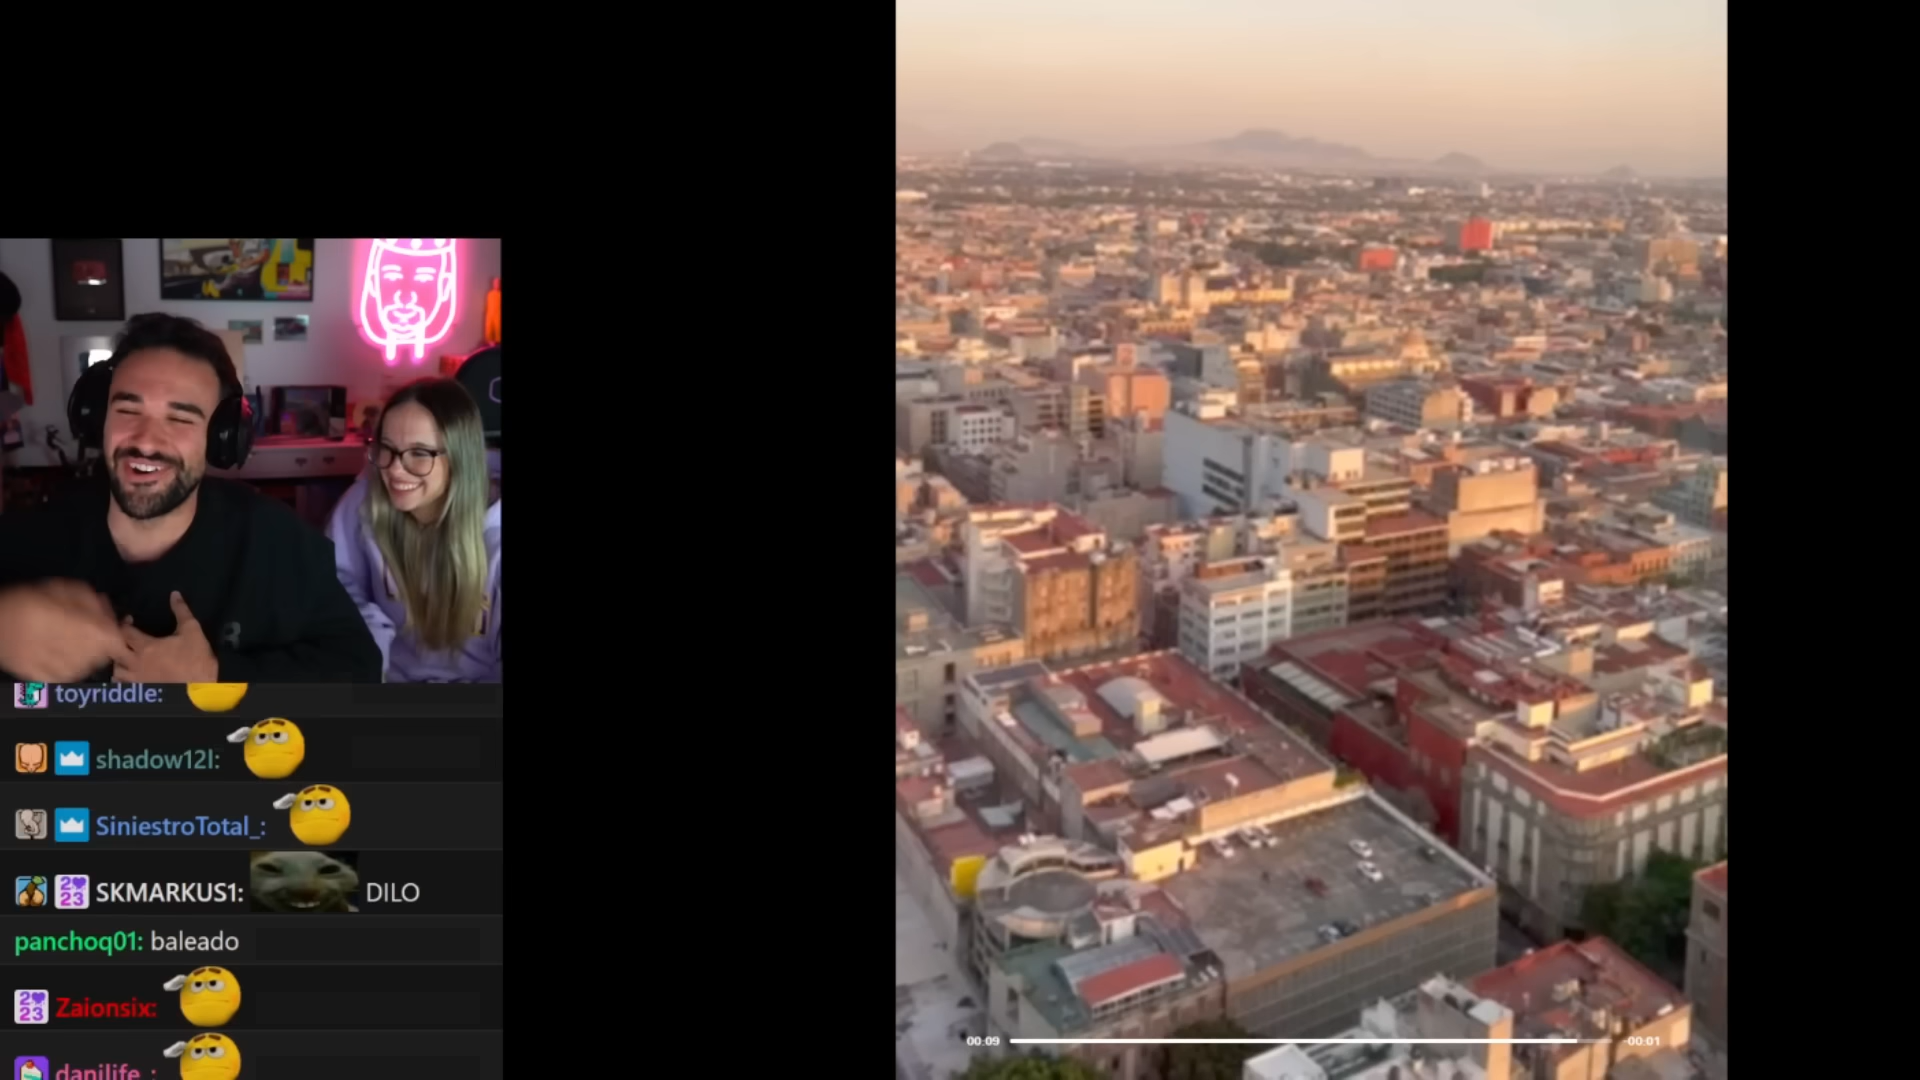 toyriddle:
shadow12l:
SiniestroTotal_:
SKMARKUS1: DILO
panchoq01: baleado
Zaionsix:
danilife_:
00:09
-00:01